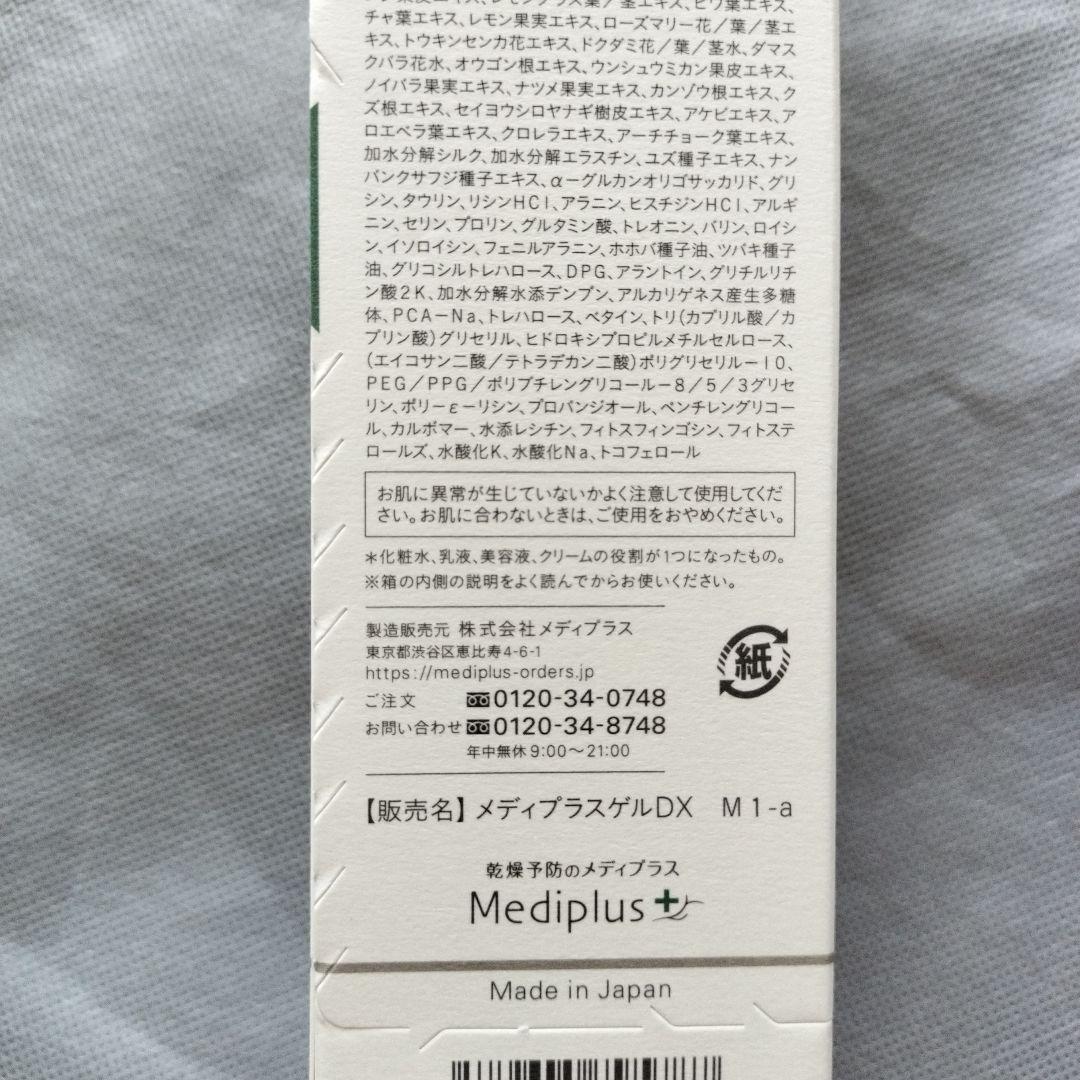 チャ葉エキス、レモン果実エキス、ローズマリー花／葉／茎エ
キス、トウキンセンカ花エキス、ドクダミ花／葉／茎水、ダマス
クバラ花水、オウゴン根エキス、ウンシュウミカン果皮エキス、
ノイバラ果実エキス、ナツメ果実エキス、カンゾウ根エキス、ク
ズ根エキス、セイヨウシロヤナギ樹皮エキス、アケビエキス、ア
ロエベラ葉エキス、クロレラエキス、アーチチョーク葉エキス、
加水分解シルク、加水分解エラスチン、ユズ種子エキス、ナン
バンクサフジ種子エキス、α－グルカンオリゴサッカリド、グリ
シン、タウリン、リシンHCl、アラニン、ヒスチジンHCl、アルギ
ニン、セリン、プロリン、グルタミン酸、トレオニン、バリン、ロイシ
ン、イソロイシン、フェニルアラニン、ホホバ種子油、ツバキ種子
油、グリコシルトレハロース、DPG、アラントイン、グリチルリチ
ン酸2K、加水分解水添デンプン、アルカリゲネス産生多糖
体、PCA－Na、トレハロース、ベタイン、トリ(カプリル酸／カ
プリン酸)グリセリル、ヒドロキシプロピルメチルセルロース、
(エイコサン二酸／テトラデカン二酸)ポリグリセリル－10、
PEG／PPG／ポリブチレングリコール－8／5／3グリセ
リン、ポリ－ε－リシン、プロパンジオール、ペンチレングリコー
ル、カルボマー、水添レシチン、フィトスフィンゴシン、フィトステ
ロールズ、水酸化K、水酸化Na、トコフェロール
お肌に異常が生じていないかよく注意して使用してくだ
さい。お肌に合わないときは、ご使用をおやめください。
＊化粧水、乳液、美容液、クリームの役割が1つになったもの。
※箱の内側の説明をよく読んでからお使いください。
製造販売元 株式会社メディプラス
東京都渋谷区恵比寿4-6-1
https://mediplus-orders.jp
紙
ご注文 0120-34-0748
お問い合わせ 0120-34-8748
年中無休9:00〜21:00
【販売名】メディプラスゲルDX M1-a
乾燥予防のメディプラス
Mediplus
Made in Japan